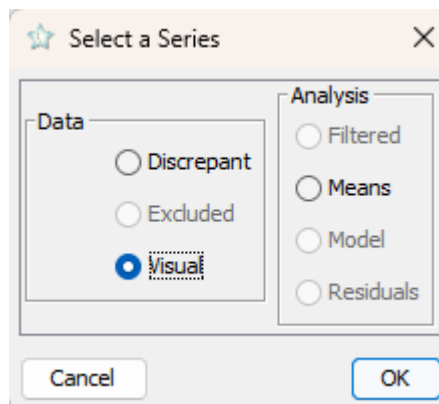 Select a Series
Data
Discrepant
Excluded
Visual
Analysis
Filtered
Means
Model
Residuals
Cancel
OK